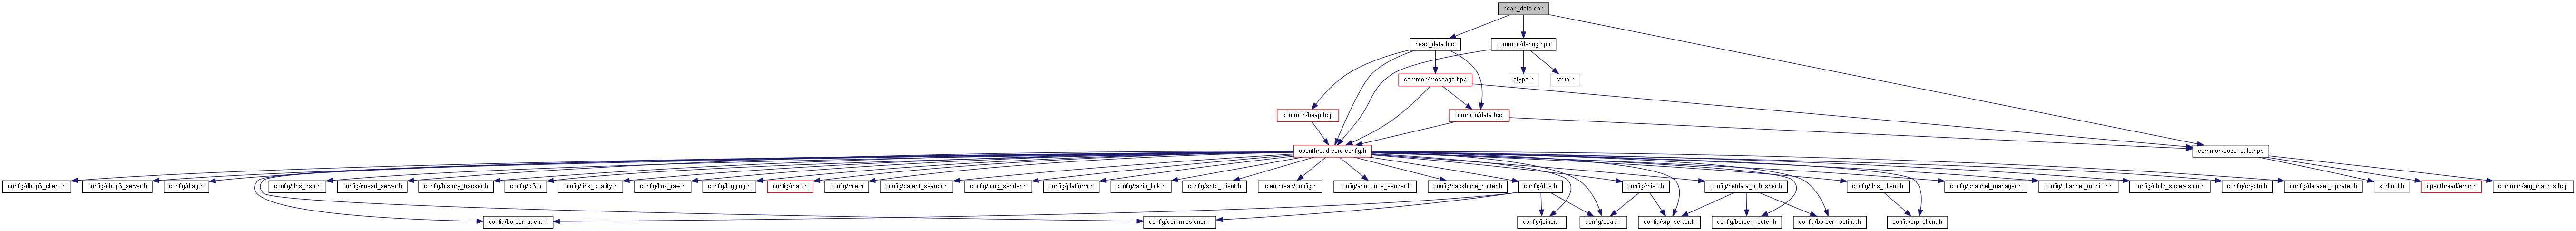 heap_data.cpp
heap_data.hpp
common/debug.hpp
common/message.hpp
ctype.h
stdio.h
common/heap.hpp
common/data.hpp
openthread-core-config.h
common/code_utils.hpp
config/dhcp6_client.h
config/dhcp6_server.h
config/diag.h
config/dns_dso.h
config/dnssd_server.h
config/history_tracker.h
config/ip6.h
config/link_quality.h
config/link_raw.h
config/logging.h
config/mac.h
config/mle.h
config/parent_search.h
config/ping_sender.h
config/platform.h
config/radio_link.h
config/sntp_client.h
openthread/config.h
config/announce_sender.h
config/backbone_router.h
config/dtls.h
config/misc.h
config/netdata_publisher.h
config/dns_client.h
config/channel_manager.h
config/channel_monitor.h
config/child_supervision.h
config/crypto.h
config/dataset_updater.h
stdbool.h
openthread/error.h
common/arg_macros.hpp
config/border_agent.h
config/commissioner.h
config/joiner.h
config/coap.h
config/srp_server.h
config/border_router.h
config/border_routing.h
config/srp_client.h